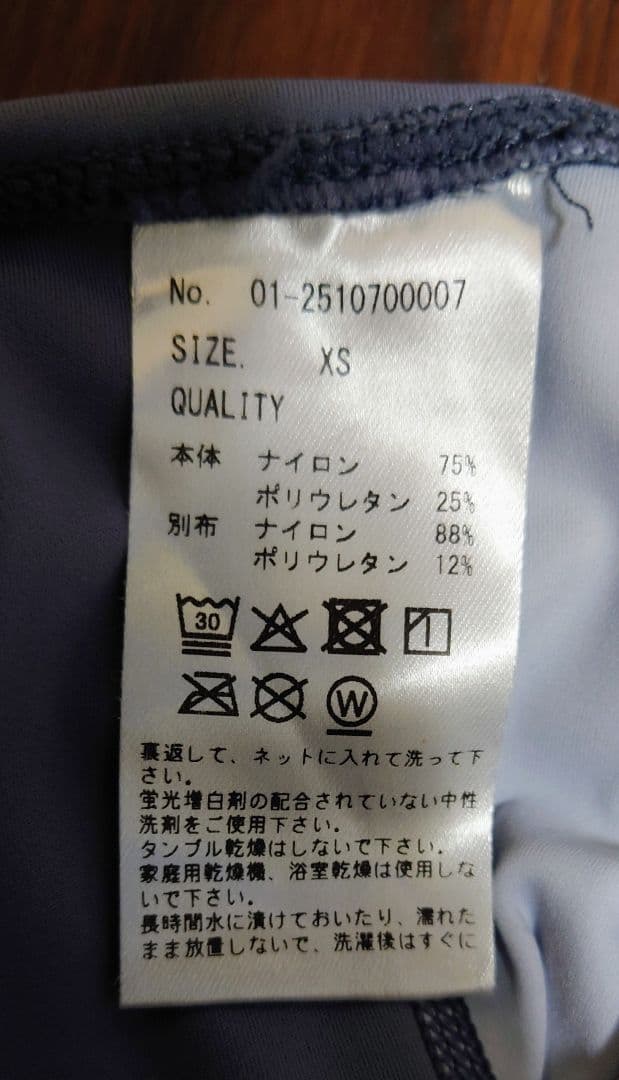 No. 01-2510700007
SIZE. XS
QUALITY
本体 ナイロン 75%
ポリウレタン 25%
別布 ナイロン 88%
ポリウレタン 12%
30
W
裏返して、ネットに入れて洗って下
さい。
蛍光増白剤の配合されていない中性
洗剤をご使用下さい。
タンブル乾燥はしないで下さい。
家庭用乾燥機、浴室乾燥は使用しな
いで下さい。
長時間水に漬けておいたり、濡れた
まま放置しないで、洗濯後はすぐに